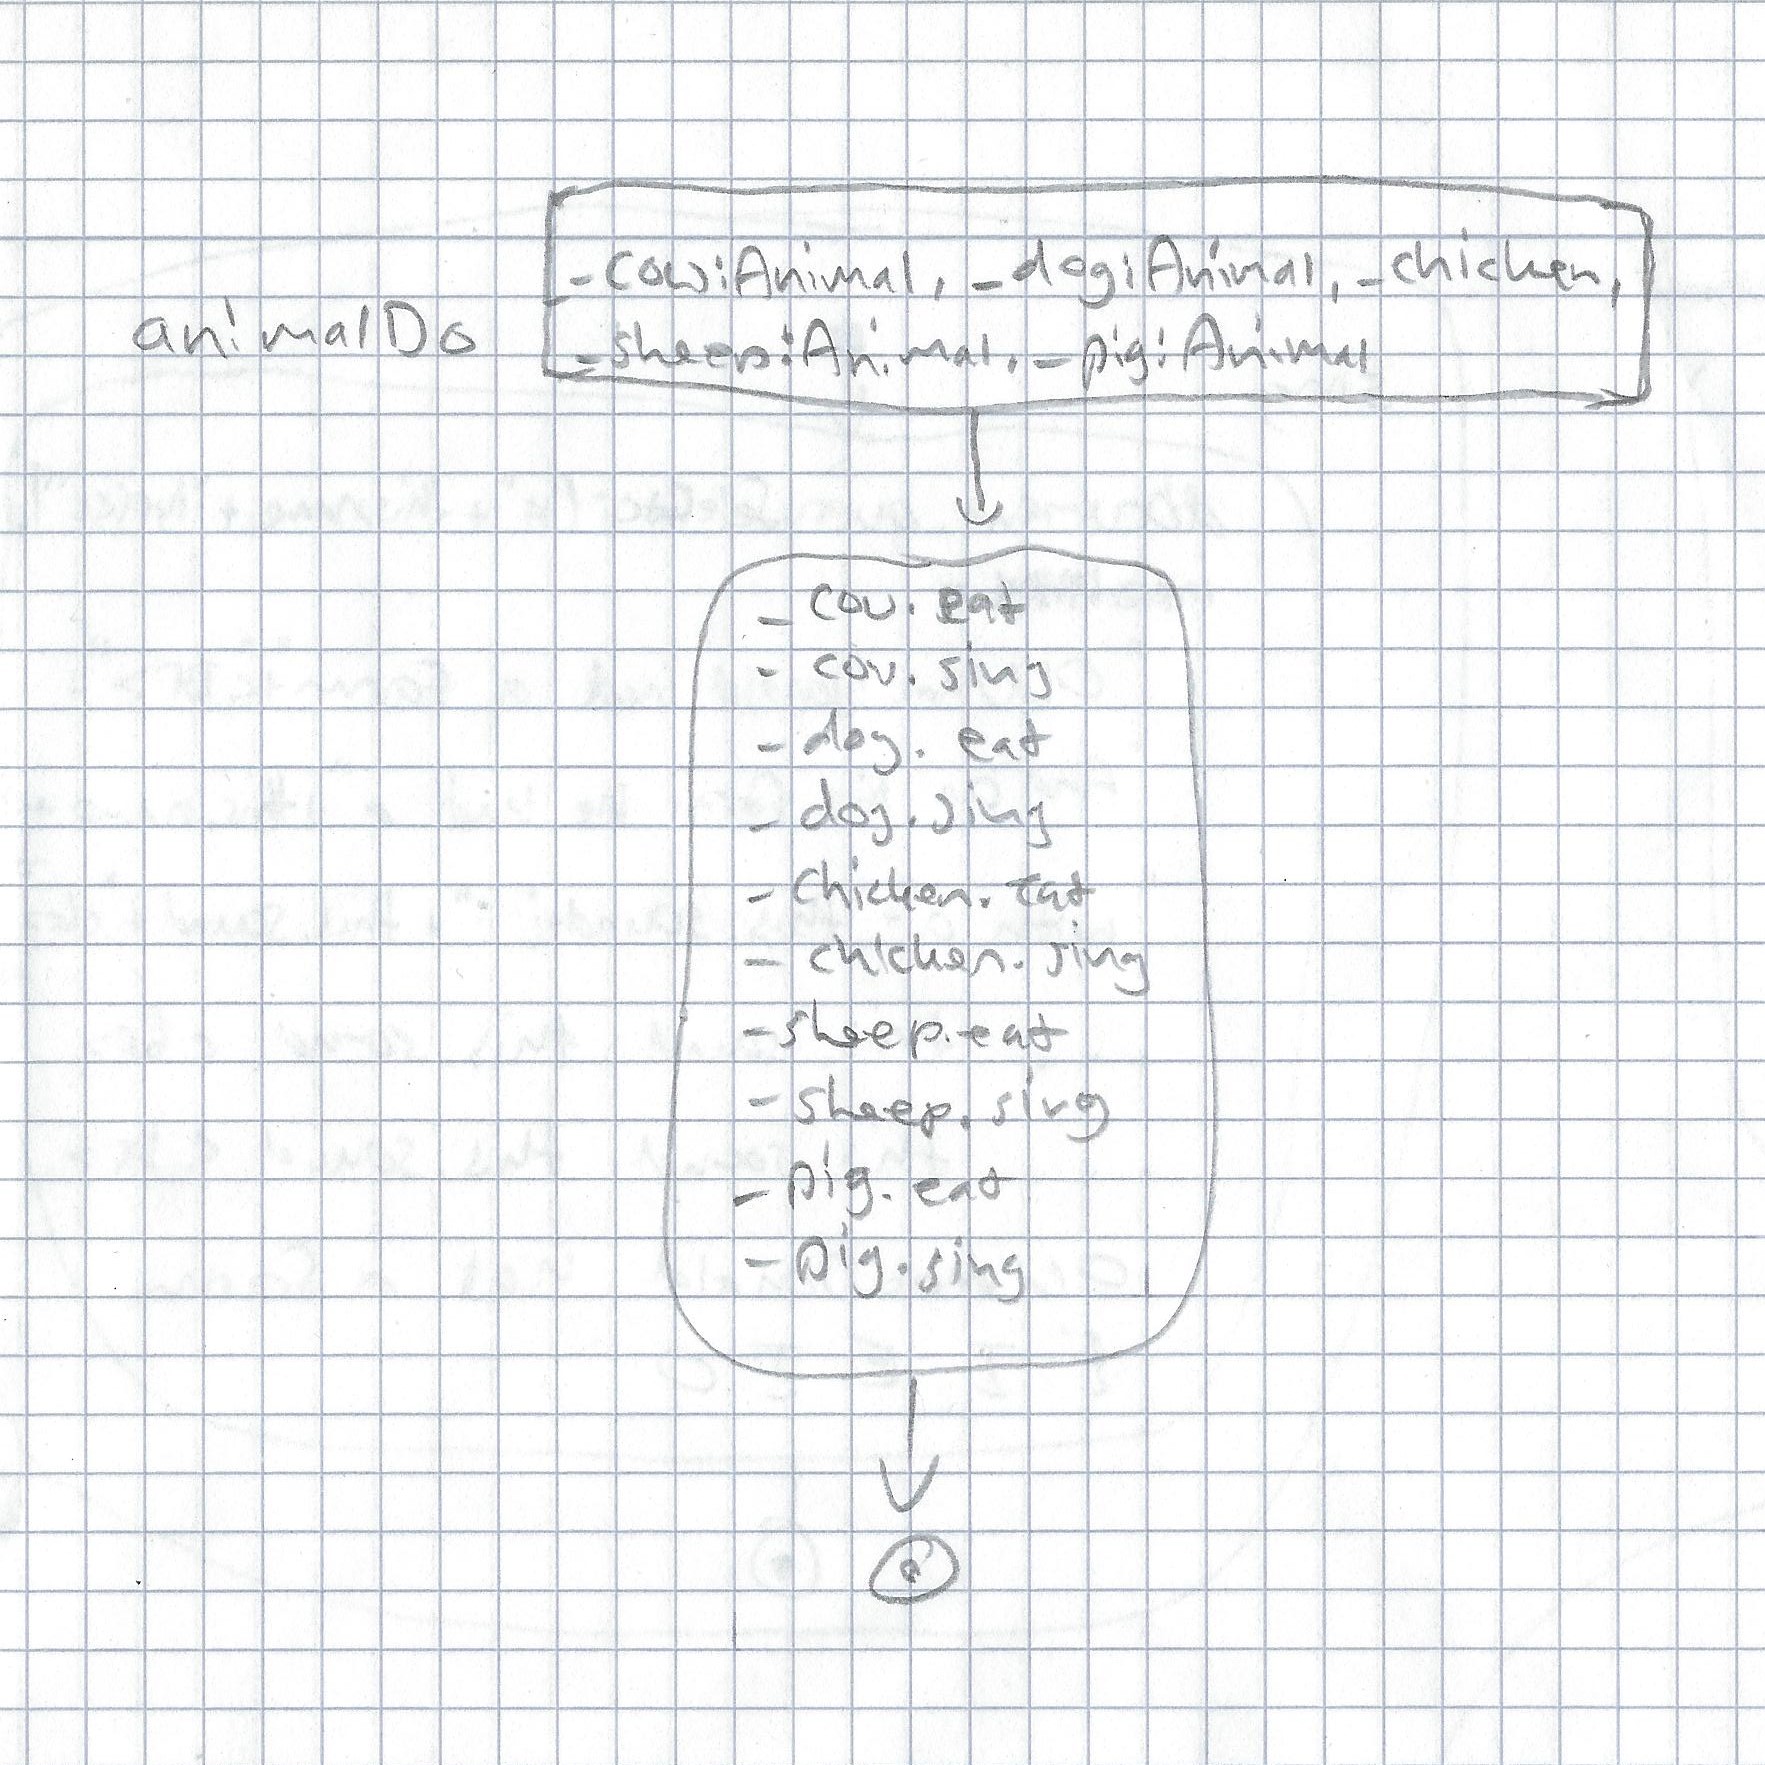 animalDo
_cow:Animal, _dog:Animal, _chicken,
_sheep:Animal, _pig:Animal
_cow.eat
_cow.sing
_dog.eat
_dog.sing
_chicken.eat
_chicken.sing
_sheep.eat
_sheep.sing
_pig.eat
_pig.sing